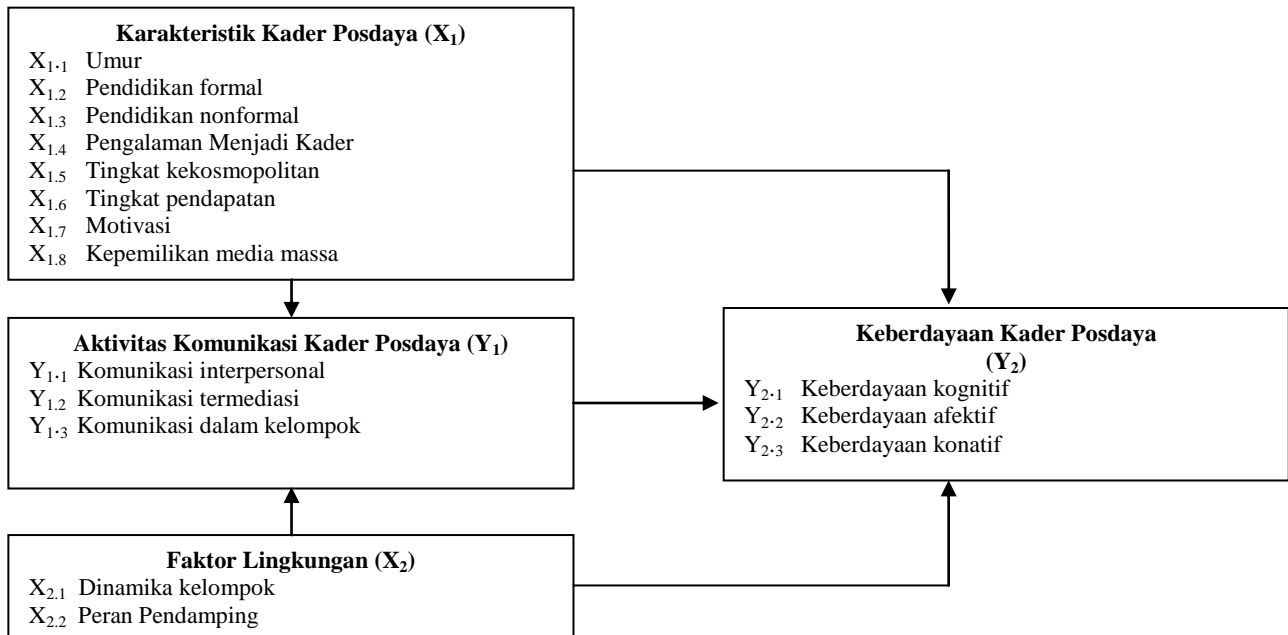 Karakteristik Kader Posdaya (X₁)
X₁.₁ Umur
X₁.₂ Pendidikan formal
X₁.₃ Pendidikan nonformal
X₁.₄ Pengalaman Menjadi Kader
X₁.₅ Tingkat kekosmopolitan
X₁.₆ Tingkat pendapatan
X₁.₇ Motivasi
X₁.₈ Kepemilikan media massa
Aktivitas Komunikasi Kader Posdaya (Y₁)
Y₁.₁ Komunikasi interpersonal
Y₁.₂ Komunikasi termediasi
Y₁.₃ Komunikasi dalam kelompok
Keberdayaan Kader Posdaya
(Y₂)
Y₂.₁ Keberdayaan kognitif
Y₂.₂ Keberdayaan afektif
Y₂.₃ Keberdayaan konatif
Faktor Lingkungan (X₂)
X₂.₁ Dinamika kelompok
X₂.₂ Peran Pendamping